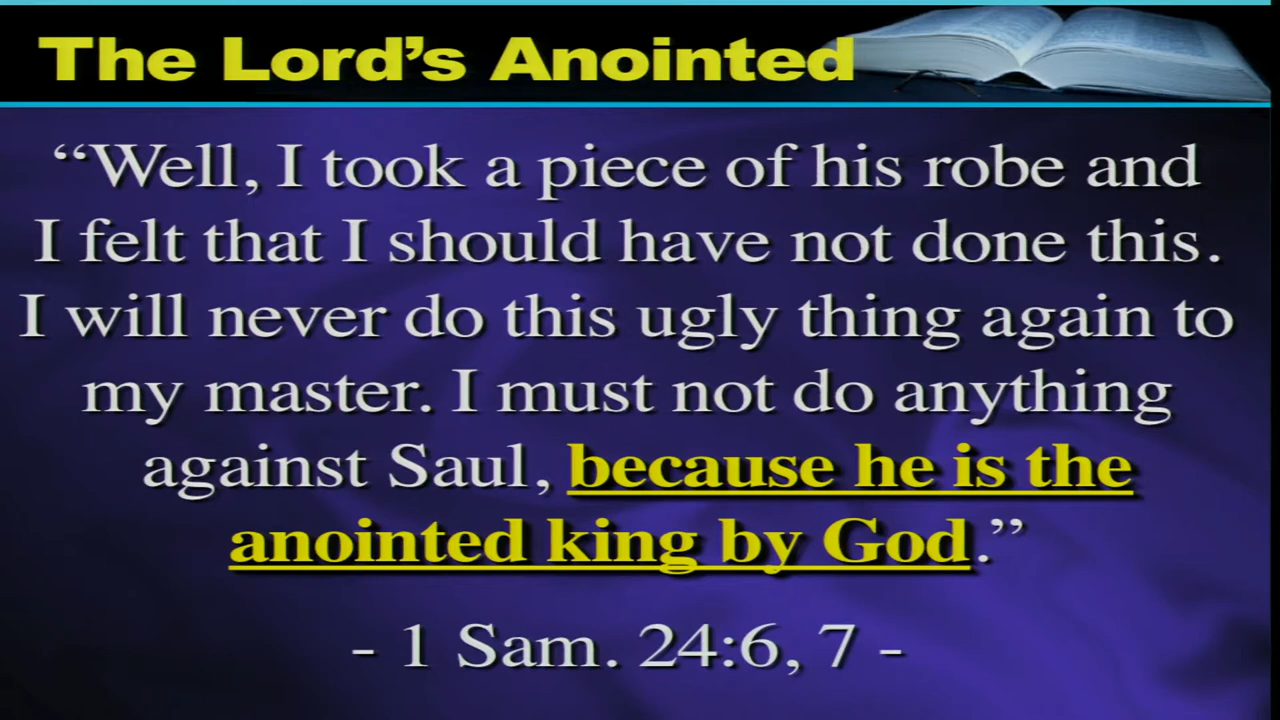 The Lord’s Anointed
“Well, I took a piece of his robe and
I felt that I should have not done this.
I will never do this ugly thing again to
my master. I must not do anything
against Saul, because he is the
anointed king by God.”
- 1 Sam. 24:6, 7 -